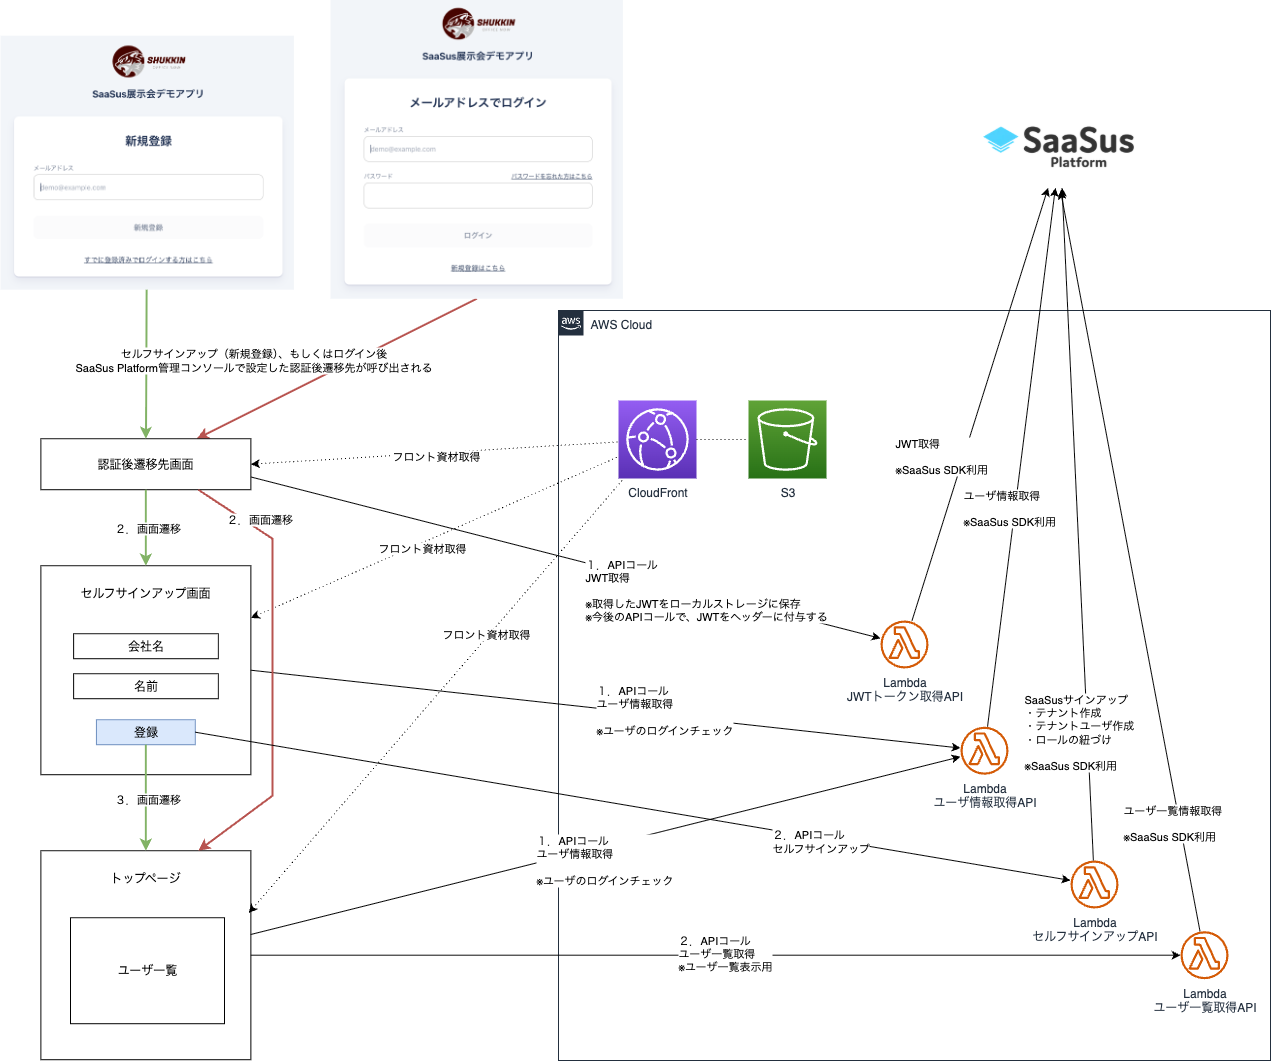 SHUKKIN
SaaSus展示会デモアプリ
新規登録
メールアドレス
demo@example.com
新規登録
すでに登録済みでログインする方はこちら
SHUKKIN
SaaSus展示会デモアプリ
メールアドレスでログイン
メールアドレス
demo@example.com
パスワード
パスワードを忘れた方はこちら
ログイン
新規登録はこちら
SaaSus
Platform
セルフサインアップ（新規登録）、もしくはログイン後
SaaSus Platform管理コンソールで設定した認証後遷移先が呼び出される
aws
AWS Cloud
CloudFront
S3
認証後遷移先画面
フロント資材取得
2．画面遷移
2．画面遷移
フロント資材取得
セルフサインアップ画面
会社名
名前
登録
フロント資材取得
3．画面遷移
トップページ
ユーザ一覧
1．APIコール
JWT取得
※取得したJWTをローカルストレージに保存
※今後のAPIコールで、JWTをヘッダーに付与する
JWT取得
※SaaSus SDK利用
ユーザ情報取得
※SaaSus SDK利用
Lambda
JWTトークン取得API
1．APIコール
ユーザ情報取得
※ユーザのログインチェック
Lambda
ユーザ情報取得API
SaaSusサインアップ
・テナント作成
・テナントユーザ作成
・ロールの紐づけ
※SaaSus SDK利用
1．APIコール
ユーザ情報取得
※ユーザのログインチェック
2．APIコール
セルフサインアップ
Lambda
セルフサインアップAPI
ユーザ一覧情報取得
※SaaSus SDK利用
2．APIコール
ユーザ一覧取得
※ユーザ一覧表示用
Lambda
ユーザ一覧取得API